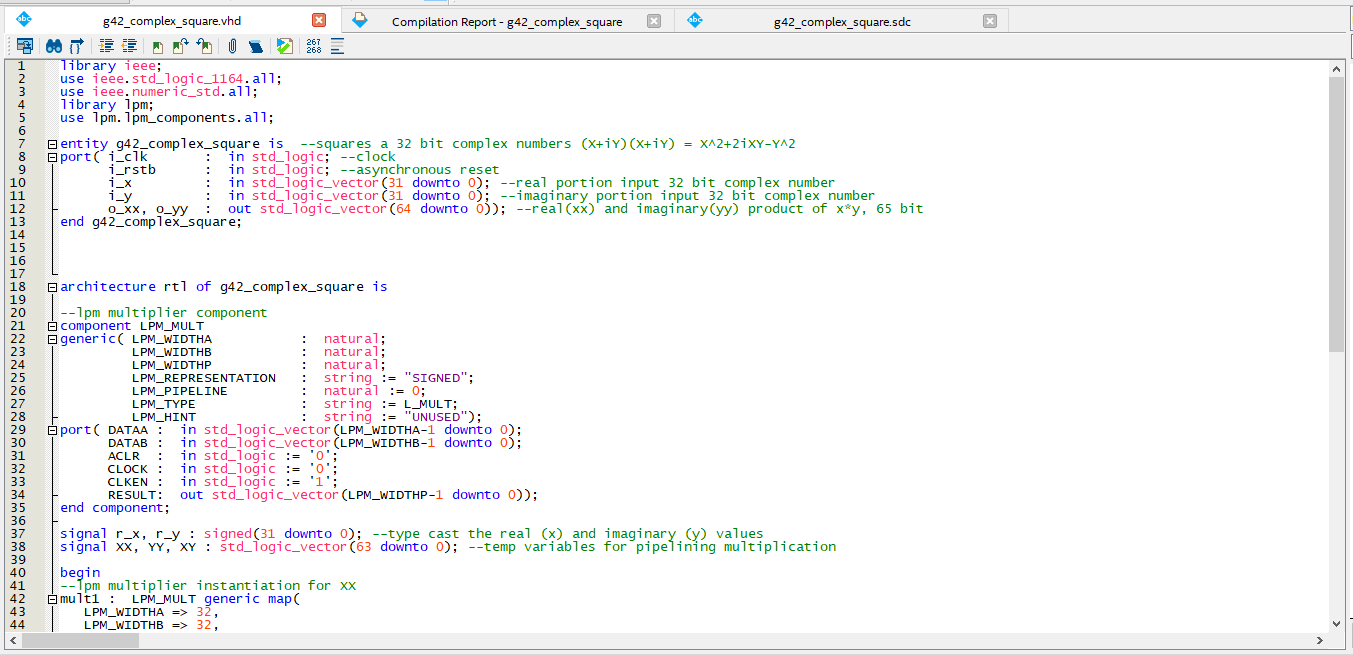 g42_complex_square.vhd
Compilation Report - g42_complex_square
g42_complex_square.sdc
267
268
1 library ieee;
2 use ieee.std_logic_1164.all;
3 use ieee.numeric_std.all;
4 library lpm;
5 use lpm.lpm_components.all;
6
7 entity g42_complex_square is --squares a 32 bit complex numbers (X+iY)(X+iY) = X^2+2iXY-Y^2
8 port( i_clk : in std_logic; --clock
9 i_rstb : in std_logic; --asynchronous reset
10 i_x : in std_logic_vector(31 downto 0); --real portion input 32 bit complex number
11 i_y : in std_logic_vector(31 downto 0); --imaginary portion input 32 bit complex number
12 o_xx, o_yy : out std_logic_vector(64 downto 0)); --real(xx) and imaginary(yy) product of x*y, 65 bit
13 end g42_complex_square;
14
15
16
17
18 architecture rtl of g42_complex_square is
19
20 --lpm multiplier component
21 component LPM_MULT
22 generic( LPM_WIDTHA : natural;
23 LPM_WIDTHB : natural;
24 LPM_WIDTHP : natural;
25 LPM_REPRESENTATION : string := "SIGNED";
26 LPM_PIPELINE : natural := 0;
27 LPM_TYPE : string := L_MULT;
28 LPM_HINT : string := "UNUSED");
29 port( DATAA : in std_logic_vector(LPM_WIDTHA-1 downto 0);
30 DATAB : in std_logic_vector(LPM_WIDTHB-1 downto 0);
31 ACLR : in std_logic := '0';
32 CLOCK : in std_logic := '0';
33 CLKEN : in std_logic := '1';
34 RESULT: out std_logic_vector(LPM_WIDTHP-1 downto 0));
35 end component;
36
37 signal r_x, r_y : signed(31 downto 0); --type cast the real (x) and imaginary (y) values
38 signal XX, YY, XY : std_logic_vector(63 downto 0); --temp variables for pipelining multiplication
39
40 begin
41 --lpm multiplier instantiation for XX
42 mult1 : LPM_MULT generic map(
43 LPM_WIDTHA => 32,
44 LPM_WIDTHB => 32,